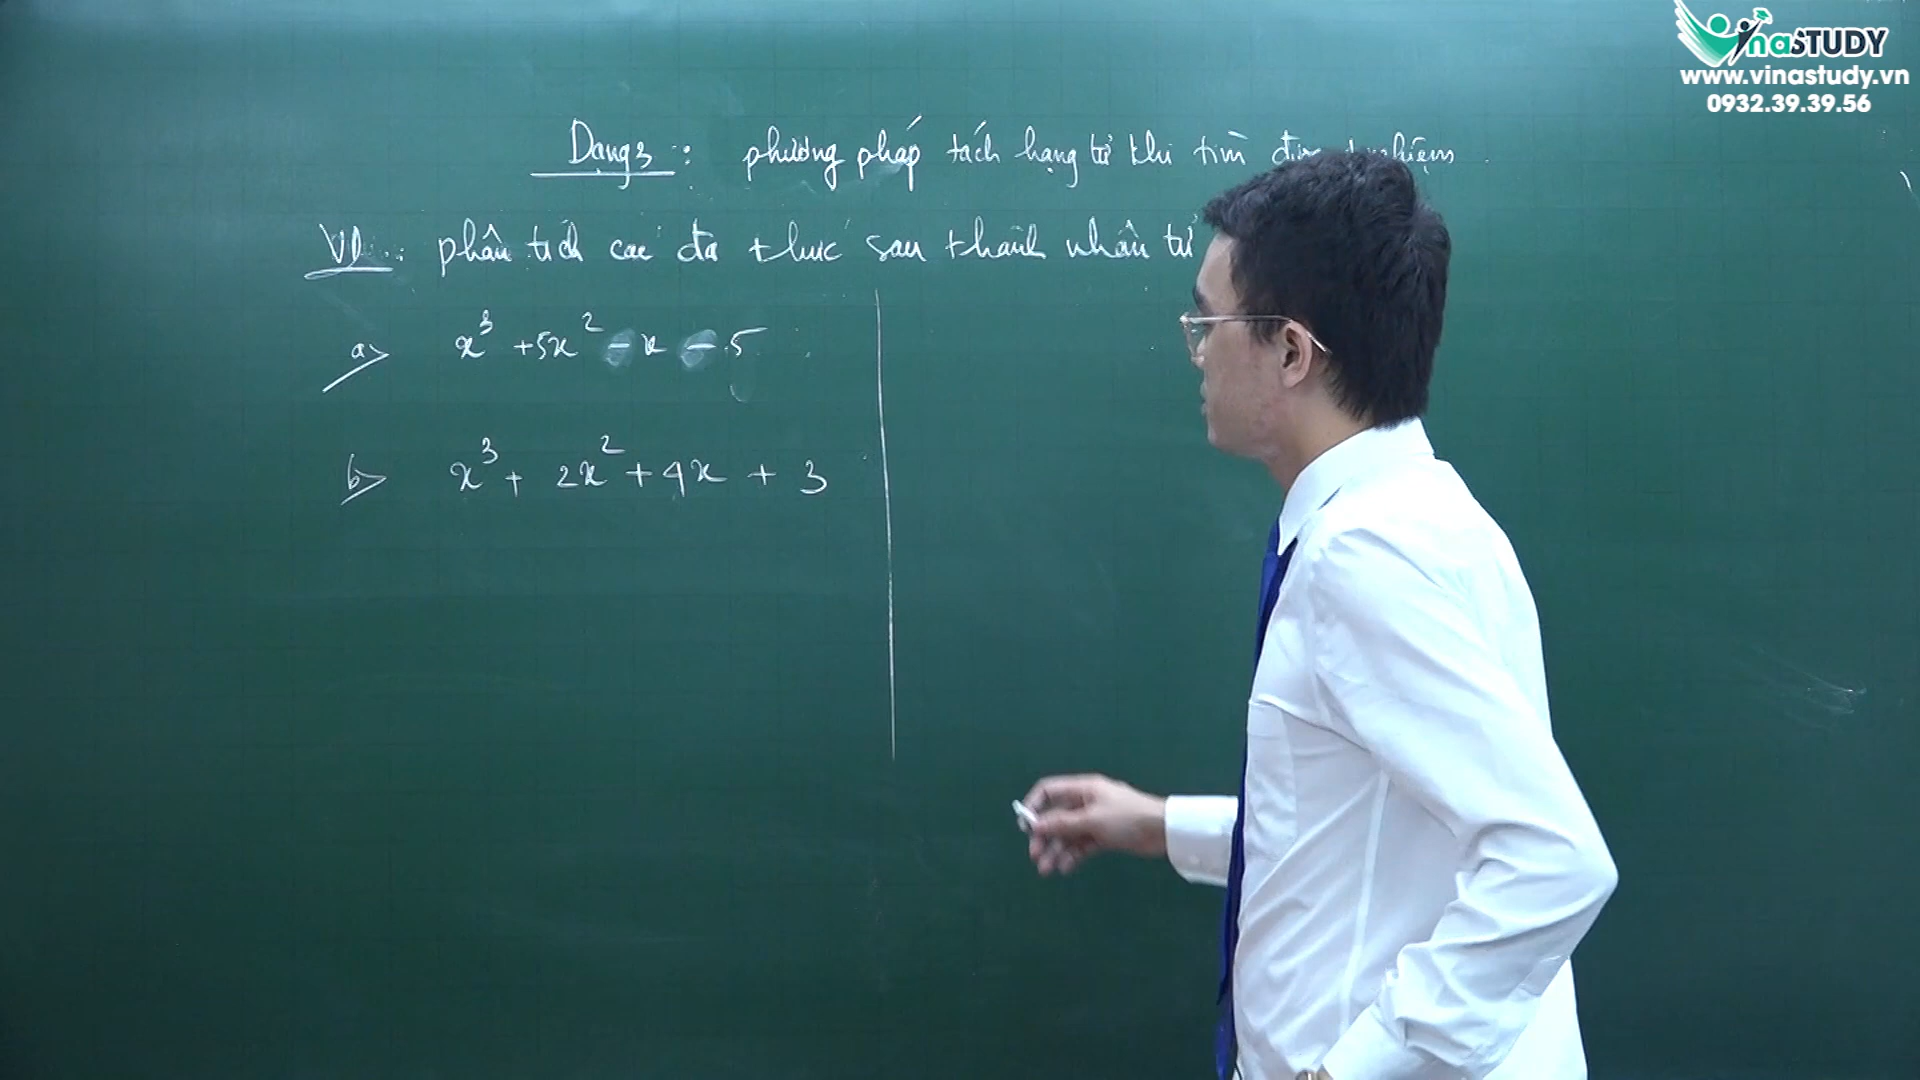 VinaSTUDY
www.vinastudy.vn
0932.39.39.56
Dạng 3 : phương pháp tách hạng tử khi tìm nghiệm
VD : phân tích các đa thức sau thành nhân tử
a> x³ + 5x² - x - 5
b> x³ + 2x² + 4x + 3